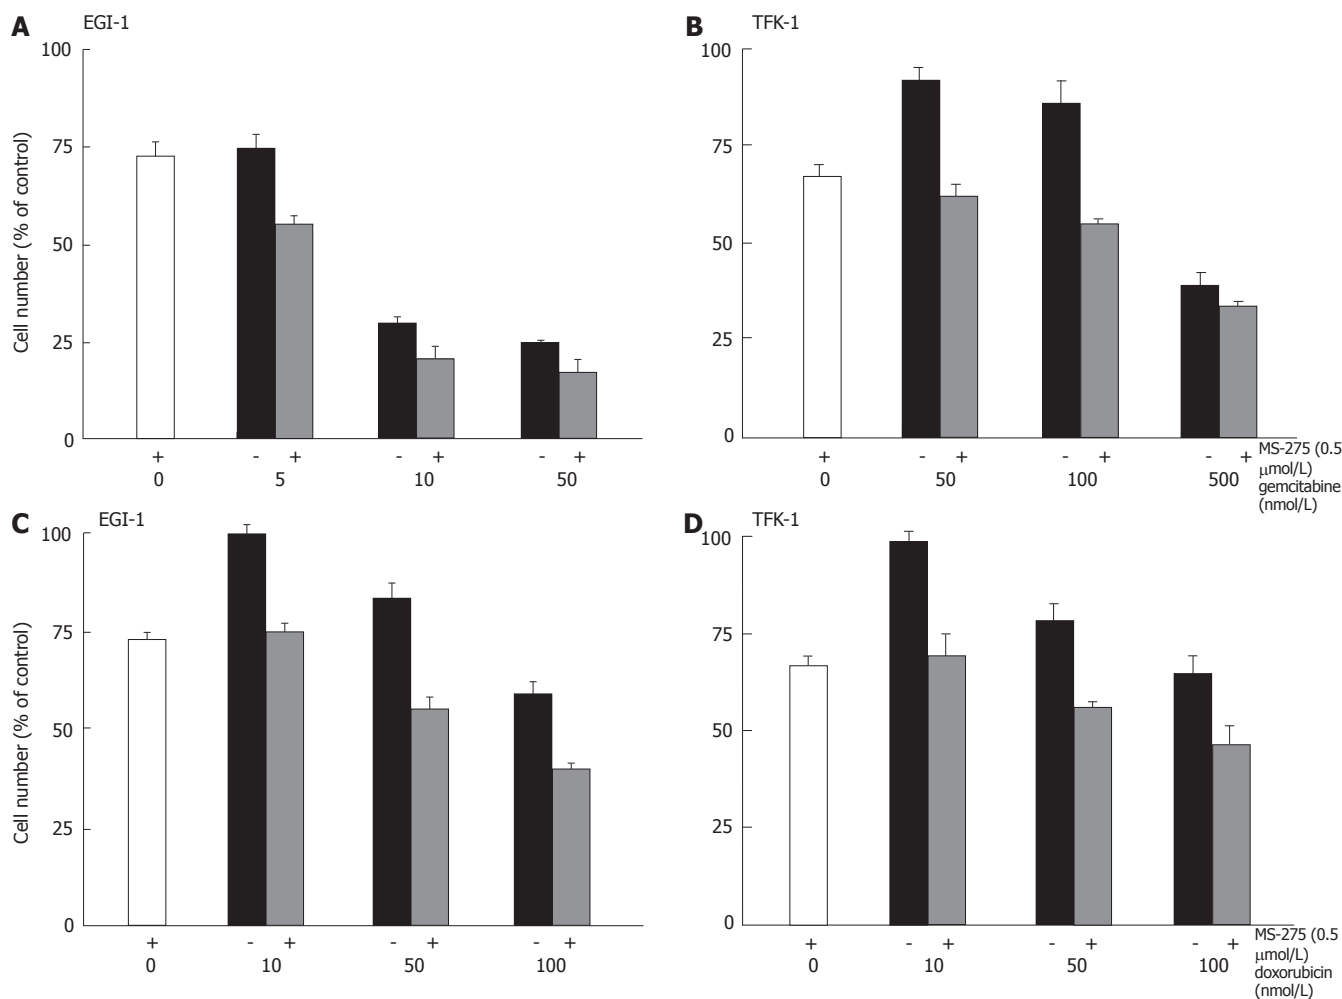 A EGI-1
100
75
50
25
0
Cell number (% of control)
+ - + - + - +
0 5 10 50
B TFK-1
100
75
50
25
0
+ - + - + - + MS-275 (0.5
μmol/L)
0 50 100 500 gemcitabine
(nmol/L)
C EGI-1
100
75
50
25
0
Cell number (% of control)
+ - + - + - +
0 10 50 100
D TFK-1
100
75
50
25
0
+ - + - + - + MS-275 (0.5
μmol/L)
0 10 50 100 doxorubicin
(nmol/L)